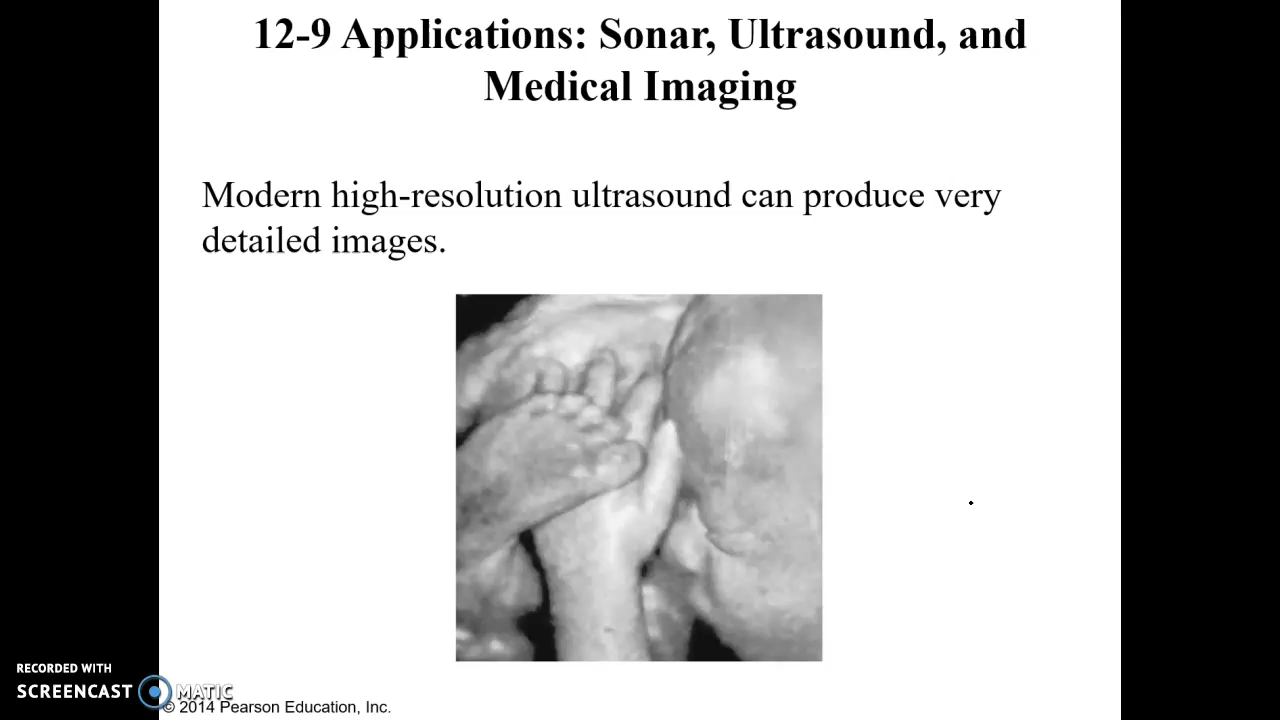 12-9 Applications: Sonar, Ultrasound, and
Medical Imaging
Modern high-resolution ultrasound can produce very
detailed images.
RECORDED WITH
SCREENCAST MATIC
© 2014 Pearson Education, Inc.